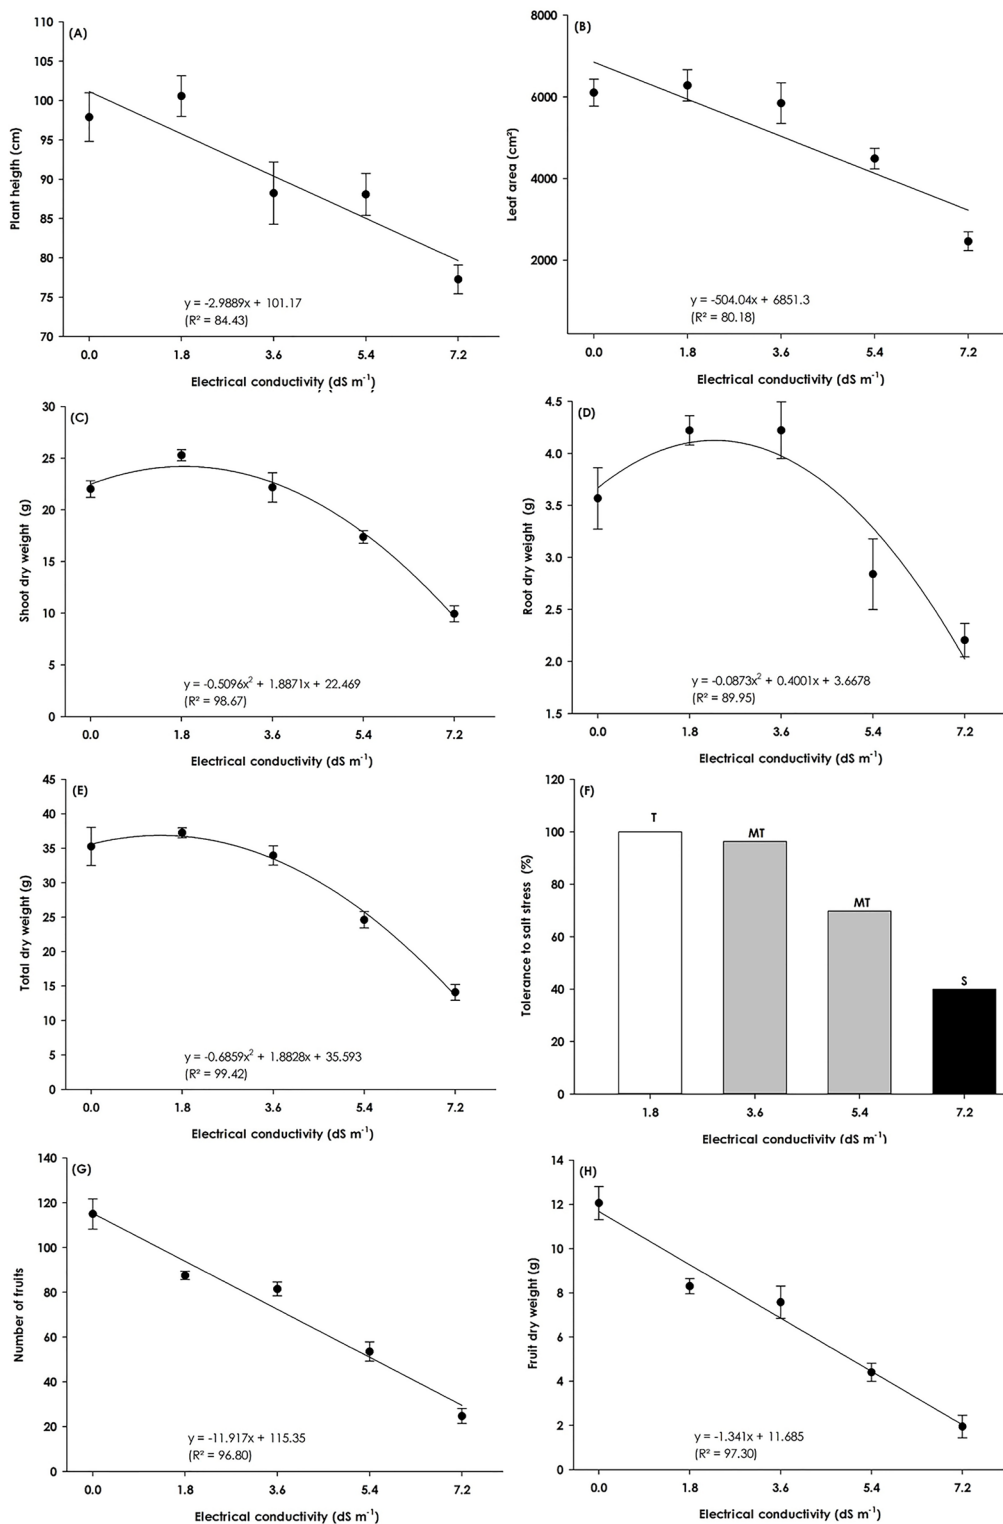 (A)
110
105
100
95
90
85
80
75
70
Plant heigth (cm)
y = -2.9889x + 101.17
(R² = 84.43)
0.0 1.8 3.6 5.4 7.2
Electrical conductivity (dS m⁻¹)
(B)
8000
6000
4000
2000
Leaf area (cm²)
y = -504.04x + 6851.3
(R² = 80.18)
0.0 1.8 3.6 5.4 7.2
Electrical conductivity (dS m⁻¹)
(C)
30
25
20
15
10
5
0
Shoot dry weight (g)
y = -0.5096x² + 1.8871x + 22.469
(R² = 98.67)
0.0 1.8 3.6 5.4 7.2
Electrical conductivity (dS m⁻¹)
(D)
4.5
4.0
3.5
3.0
2.5
2.0
1.5
Root dry weight (g)
y = -0.0873x² + 0.4001x + 3.6678
(R² = 89.95)
0.0 1.8 3.6 5.4 7.2
Electrical conductivity (dS m⁻¹)
(E)
45
40
35
30
25
20
15
10
5
0
Total dry weight (g)
y = -0.6859x² + 1.8828x + 35.593
(R² = 99.42)
0.0 1.8 3.6 5.4 7.2
Electrical conductivity (dS m⁻¹)
(F)
120
100
80
60
40
20
0
Tolerance to salt stress (%)
T
MT
MT
S
1.8 3.6 5.4 7.2
Electrical conductivity (dS m⁻¹)
(G)
140
120
100
80
60
40
20
0
Number of fruits
y = -11.917x + 115.35
(R² = 96.80)
0.0 1.8 3.6 5.4 7.2
Electrical conductivity (dS m⁻¹)
(H)
14
12
10
8
6
4
2
0
Fruit dry weight (g)
y = -1.341x + 11.685
(R² = 97.30)
0.0 1.8 3.6 5.4 7.2
Electrical conductivity (dS m⁻¹)